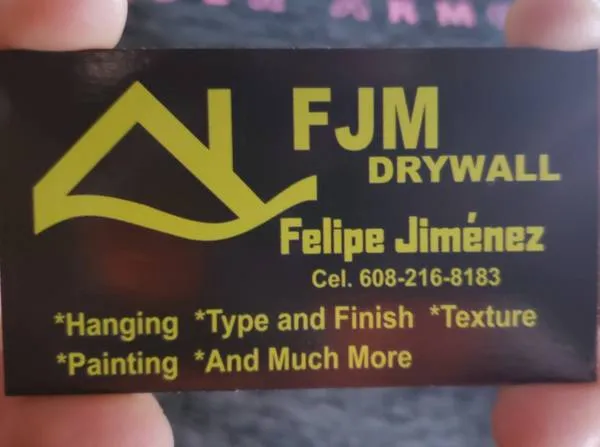 FJM
DRYWALL
Felipe Jiménez
Cel. 608-216-8183
*Hanging *Type and Finish *Texture
*Painting *And Much More